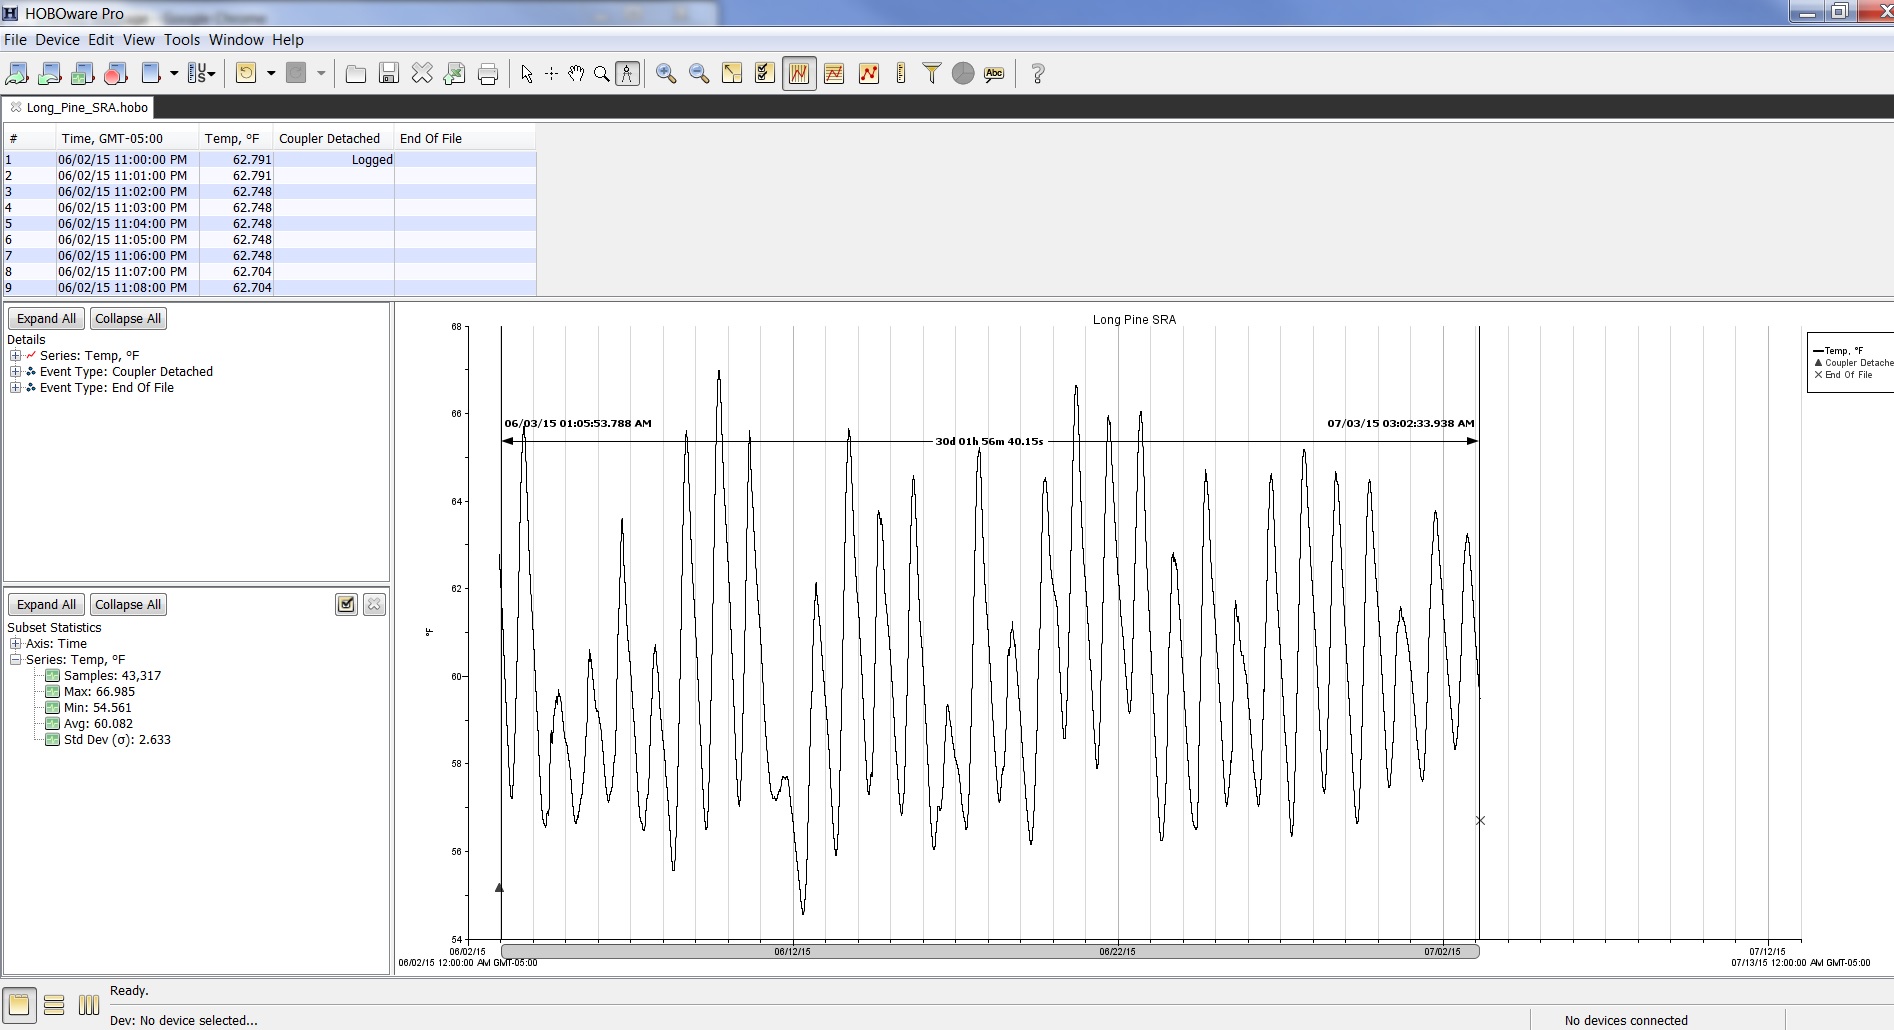 HOBOware Pro
File Device Edit View Tools Window Help
Long_Pine_SRA.hobo
# Time, GMT-05:00 Temp, °F Coupler Detached End Of File
1 06/02/15 11:00:00 PM 62.791 Logged
2 06/02/15 11:01:00 PM 62.791
3 06/02/15 11:02:00 PM 62.748
4 06/02/15 11:03:00 PM 62.748
5 06/02/15 11:04:00 PM 62.748
6 06/02/15 11:05:00 PM 62.748
7 06/02/15 11:06:00 PM 62.748
8 06/02/15 11:07:00 PM 62.704
9 06/02/15 11:08:00 PM 62.704
Expand All Collapse All
Details
Series: Temp, °F
Event Type: Coupler Detached
Event Type: End Of File
Expand All Collapse All
Subset Statistics
Axis: Time
Series: Temp, °F
Samples: 43,317
Max: 66.985
Min: 54.561
Avg: 60.082
Std Dev (σ): 2.633
Long Pine SRA
68
66
64
62
60
58
56
54
°F
06/03/15 01:05:53.788 AM
07/03/15 03:02:33.938 AM
30d 01h 56m 40.15s
Temp, °F
Coupler Detache
End Of File
06/02/15 06/12/15 06/22/15 07/02/15 07/12/15
06/02/15 12:00:00 AM GMT-05:00
07/13/15 12:00:00 AM GMT-05:00
Ready.
Dev: No device selected...
No devices connected